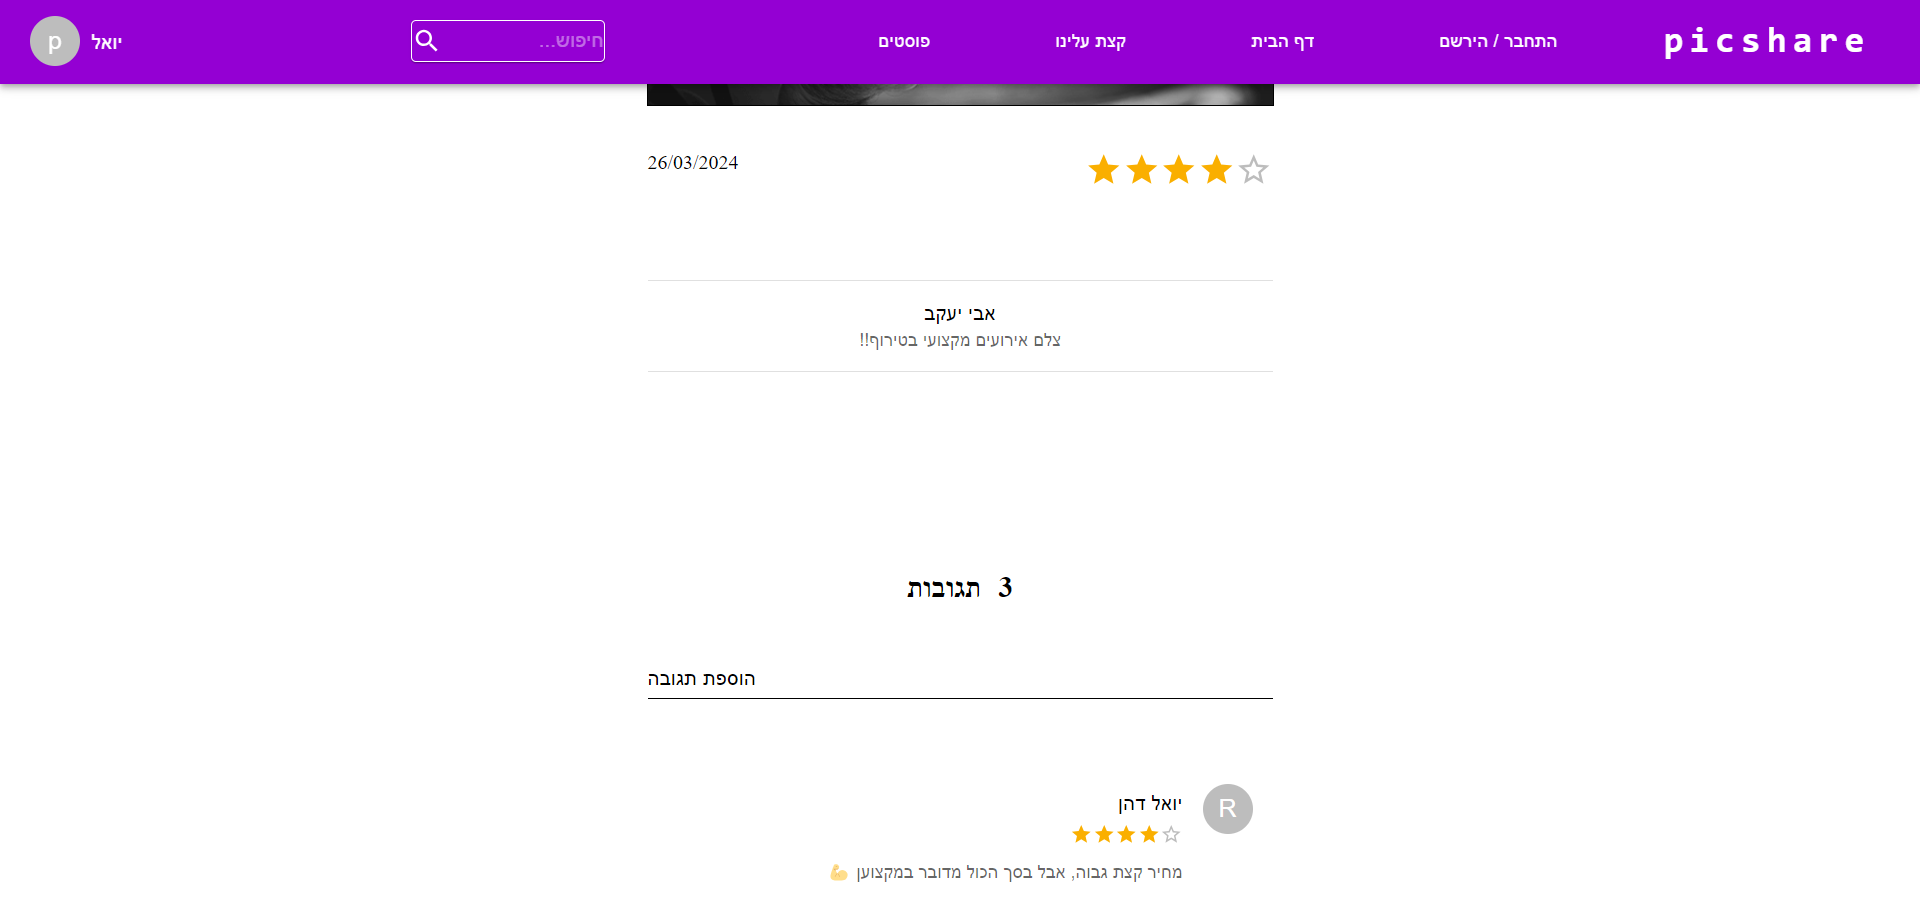 picshare
התחבר / הירשם
דף הבית
קצת עלינו
פוסטים
חיפוש...
יואל
p
26/03/2024
אבי יעקב
צלם אירועים מקצועי בטירוף!!
3 תגובות
הוספת תגובה
R
יואל דהן
מחיר קצת גבוה, אבל בסך הכול מדובר במקצוען 💪